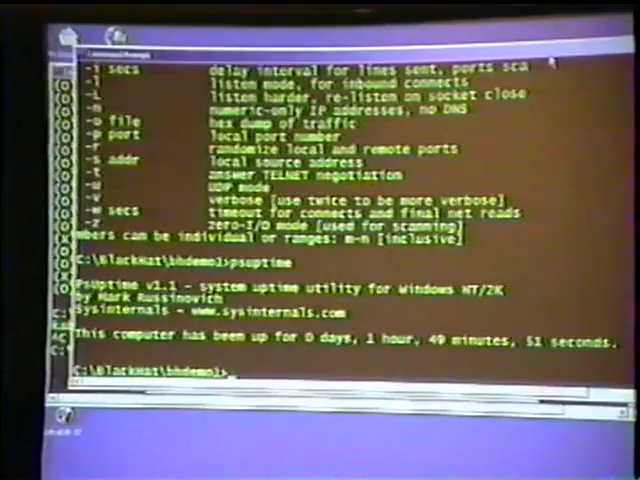 -i secs delay interval for lines sent, ports sca
-l listen mode, for inbound connects
-L listen harder, re-listen on socket close
-n numeric-only IP addresses, no DNS
-o file hex dump of traffic
-p port local port number
-r randomize local and remote ports
-s addr local source address
-t answer TELNET negotiation
-u UDP mode
-v verbose [use twice to be more verbose]
-w secs timeout for connects and final net reads
-z zero-I/O mode [used for scanning]
mbers can be individual or ranges: m-n [inclusive]
C:\BlackHat\bhdemo1>psuptime
PsUptime v1.1 - system uptime utility for Windows NT/2K
by Mark Russinovich
Sysinternals - www.sysinternals.com
This computer has been up for 0 days, 1 hour, 49 minutes, 51 seconds.
C:\BlackHat\bhdemo1>